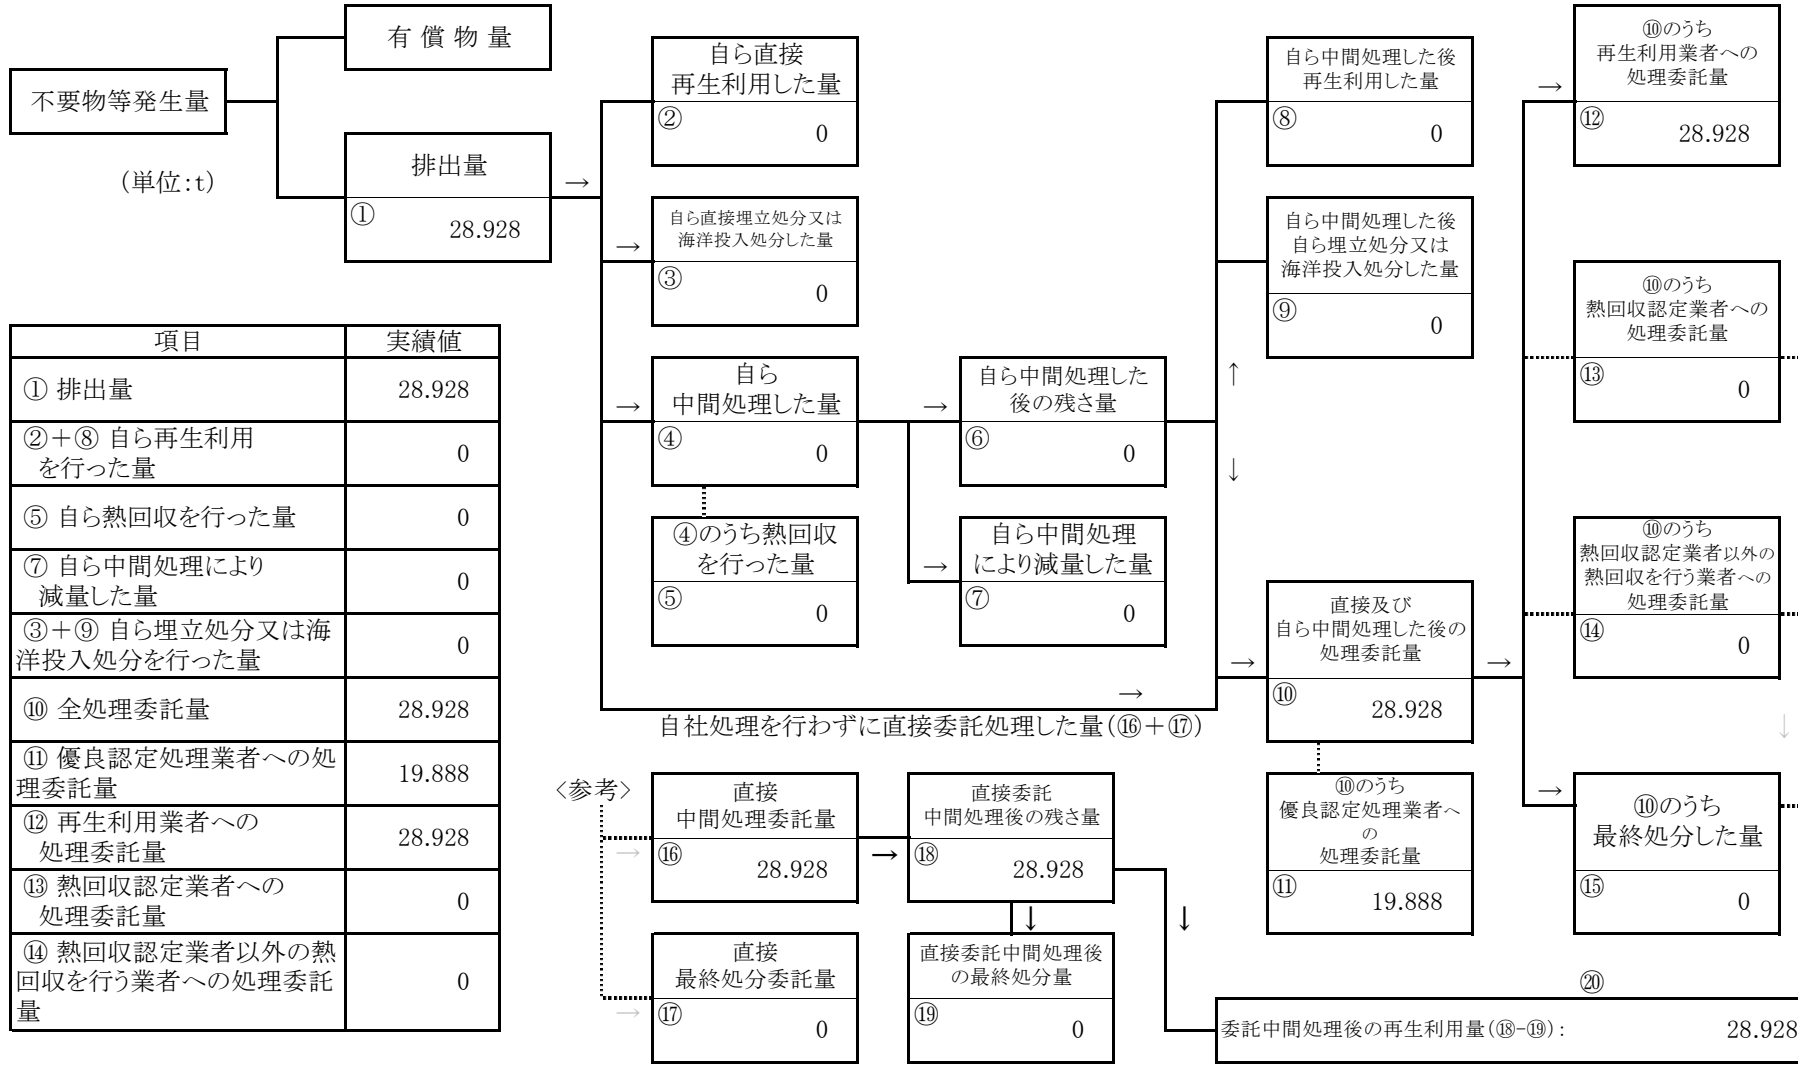 有 償 物 量
不要物等発生量
(単位:t)
排出量
①
28.928
→
自ら直接
再生利用した量
②
0
→
自ら直接埋立処分又は
海洋投入処分した量
③
0
→
自ら
中間処理した量
④
0
④のうち熱回収
を行った量
⑤
0
→
自ら中間処理した
後の残さ量
⑥
0
→
自ら中間処理
により減量した量
⑦
0
↑
↓
自ら中間処理した後
再生利用した量
⑧
0
自ら中間処理した後
自ら埋立処分又は
海洋投入処分した量
⑨
0
→
自社処理を行わずに直接委託処理した量(⑯+⑰)
→
直接及び
自ら中間処理した後の
処理委託量
⑩
28.928
→
⑩のうち
優良認定処理業者へ
の
処理委託量
⑪
19.888
→
⑩のうち
再生利用業者への
処理委託量
⑫
28.928
⑩のうち
熱回収認定業者への
処理委託量
⑬
0
⑩のうち
熱回収認定業者以外の
熱回収を行う業者への
処理委託量
⑭
0
↓
→
⑩のうち
最終処分した量
⑮
0
項目 実績値
① 排出量 28.928
②+⑧ 自ら再生利用
を行った量 0
⑤ 自ら熱回収を行った量 0
⑦ 自ら中間処理により
減量した量 0
③+⑨ 自ら埋立処分又は海
洋投入処分を行った量 0
⑩ 全処理委託量 28.928
⑪ 優良認定処理業者への処
理委託量 19.888
⑫ 再生利用業者への
処理委託量 28.928
⑬ 熱回収認定業者への
処理委託量 0
⑭ 熱回収認定業者以外の熱
回収を行う業者への処理委託
量 0
<参考>
→
直接
中間処理委託量
⑯
28.928
→
直接委託
中間処理後の残さ量
⑱
28.928
↓
↓
→
直接
最終処分委託量
⑰
0
直接委託中間処理後
の最終処分量
⑲
0
⑳
委託中間処理後の再生利用量(⑱-⑲): 28.928